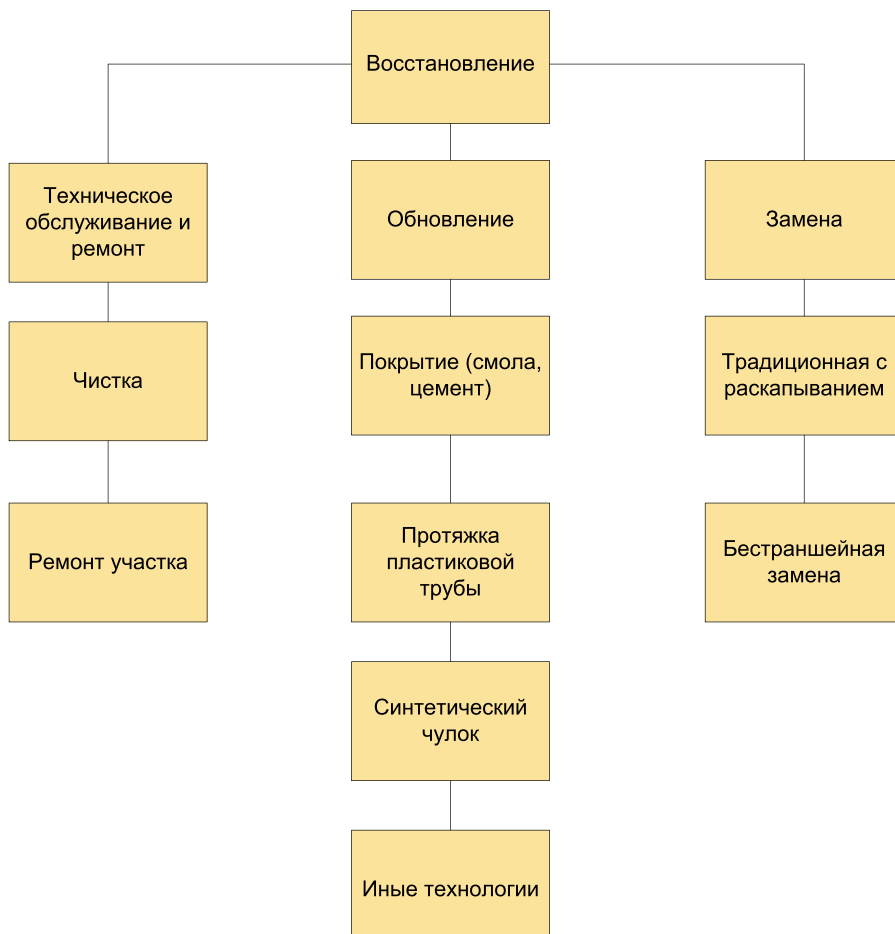 Восстановление
Техническое
обслуживание и
ремонт
Обновление
Замена
Чистка
Покрытие (смола,
цемент)
Традиционная с
раскапыванием
Ремонт участка
Протяжка
пластиковой
трубы
Бестраншейная
замена
Синтетический
чулок
Иные технологии